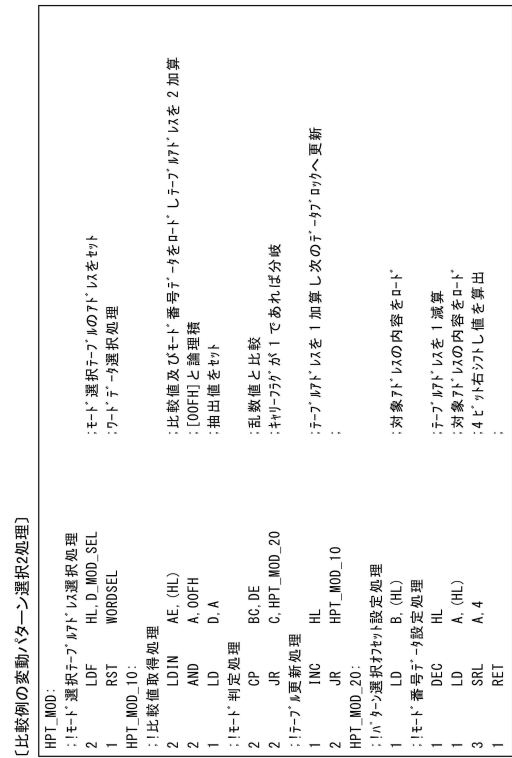 〔比較例の変動パターン選択2処理〕
HPT_MOD:
;!ﾓｰﾄﾞ選択ﾃｰﾌﾞﾙｱﾄﾞﾚｽ選択処理
2 LDF HL, D_MOD_SEL ;ﾓｰﾄﾞ選択ﾃｰﾌﾞﾙのｱﾄﾞﾚｽをｾｯﾄ
1 RST WORDSEL ;ﾜｰﾄﾞﾃﾞｰﾀ選択処理
HPT_MOD_10:
;!比較値取得処理
2 LDIN AE, (HL) ;比較値及びﾓｰﾄﾞ番号ﾃﾞｰﾀをﾛｰﾄﾞしﾃｰﾌﾞﾙｱﾄﾞﾚｽを 2 加算
2 AND A, 00FH ;[00FH]と論理積
1 LD D, A ;抽出値をｾｯﾄ
;!ﾓｰﾄﾞ判定処理
2 CP BC, DE ;乱数値と比較
2 JR C, HPT_MOD_20 ;ｷｬﾘｰﾌﾗｸﾞが 1 であれば分岐
;!ﾃｰﾌﾞﾙ更新処理
1 INC HL ;ﾃｰﾌﾞﾙｱﾄﾞﾚｽを 1 加算し次のﾃﾞｰﾀﾌﾞﾛｯｸへ更新
2 JR HPT_MOD_10 ;
HPT_MOD_20:
;!ﾊﾟﾀｰﾝ選択ｵﾌｾｯﾄ設定処理
1 LD B, (HL) ;対象ｱﾄﾞﾚｽの内容をﾛｰﾄﾞ
;!ﾓｰﾄﾞ番号ﾃﾞｰﾀ設定処理
1 DEC HL ;ﾃｰﾌﾞﾙｱﾄﾞﾚｽを 1 減算
1 LD A, (HL) ;対象ｱﾄﾞﾚｽの内容をﾛｰﾄﾞ
3 SRL A, 4 ;4 ﾋﾞｯﾄ右ｼﾌﾄし値を算出
1 RET ;